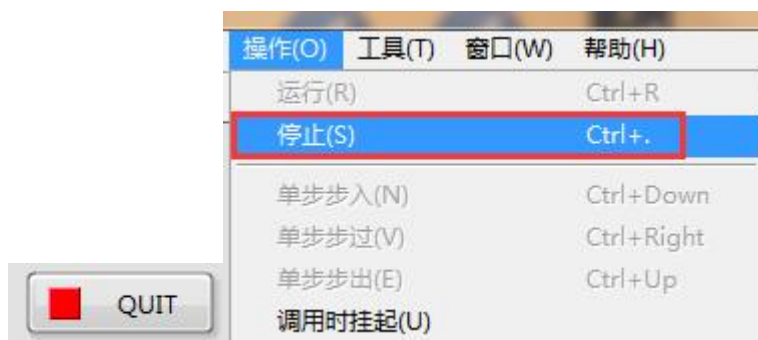 操作(O) 工具(T) 窗口(W) 帮助(H)
运行(R) Ctrl+R
停止(S) Ctrl+.
单步步入(N) Ctrl+Down
单步步过(V) Ctrl+Right
单步步出(E) Ctrl+Up
QUIT
调用时挂起(U)